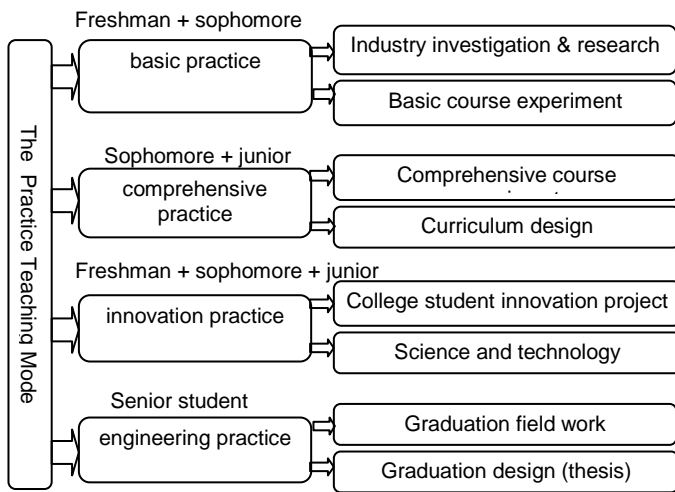 The Practice Teaching Mode
Freshman + sophomore
basic practice
Industry investigation & research
Basic course experiment
Sophomore + junior
comprehensive
practice
Comprehensive course
Curriculum design
Freshman + sophomore + junior
innovation practice
College student innovation project
Science and technology
Senior student
engineering practice
Graduation field work
Graduation design (thesis)